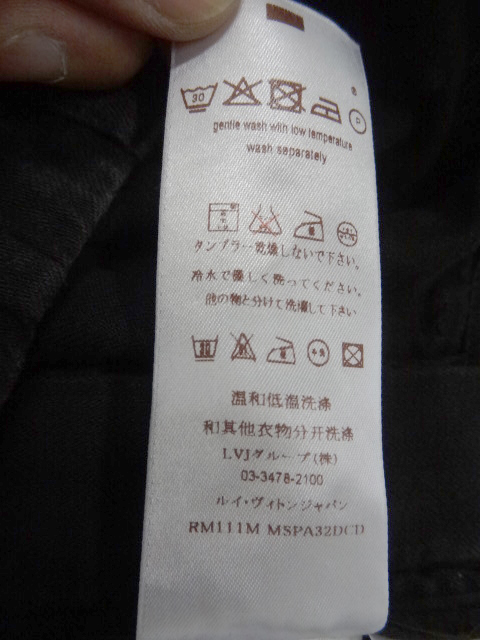 30
gentle wash with low temperature
wash separately
タンブラー乾燥しないで下さい。
冷水で優しく洗ってください。
他の物と分けて洗濯して下さい
30
温和低温洗涤
和其他衣物分开洗涤
LVJグループ(株)
03-3478-2100
ルイ・ヴィトンジャパン
RM111M MSPA32DCD